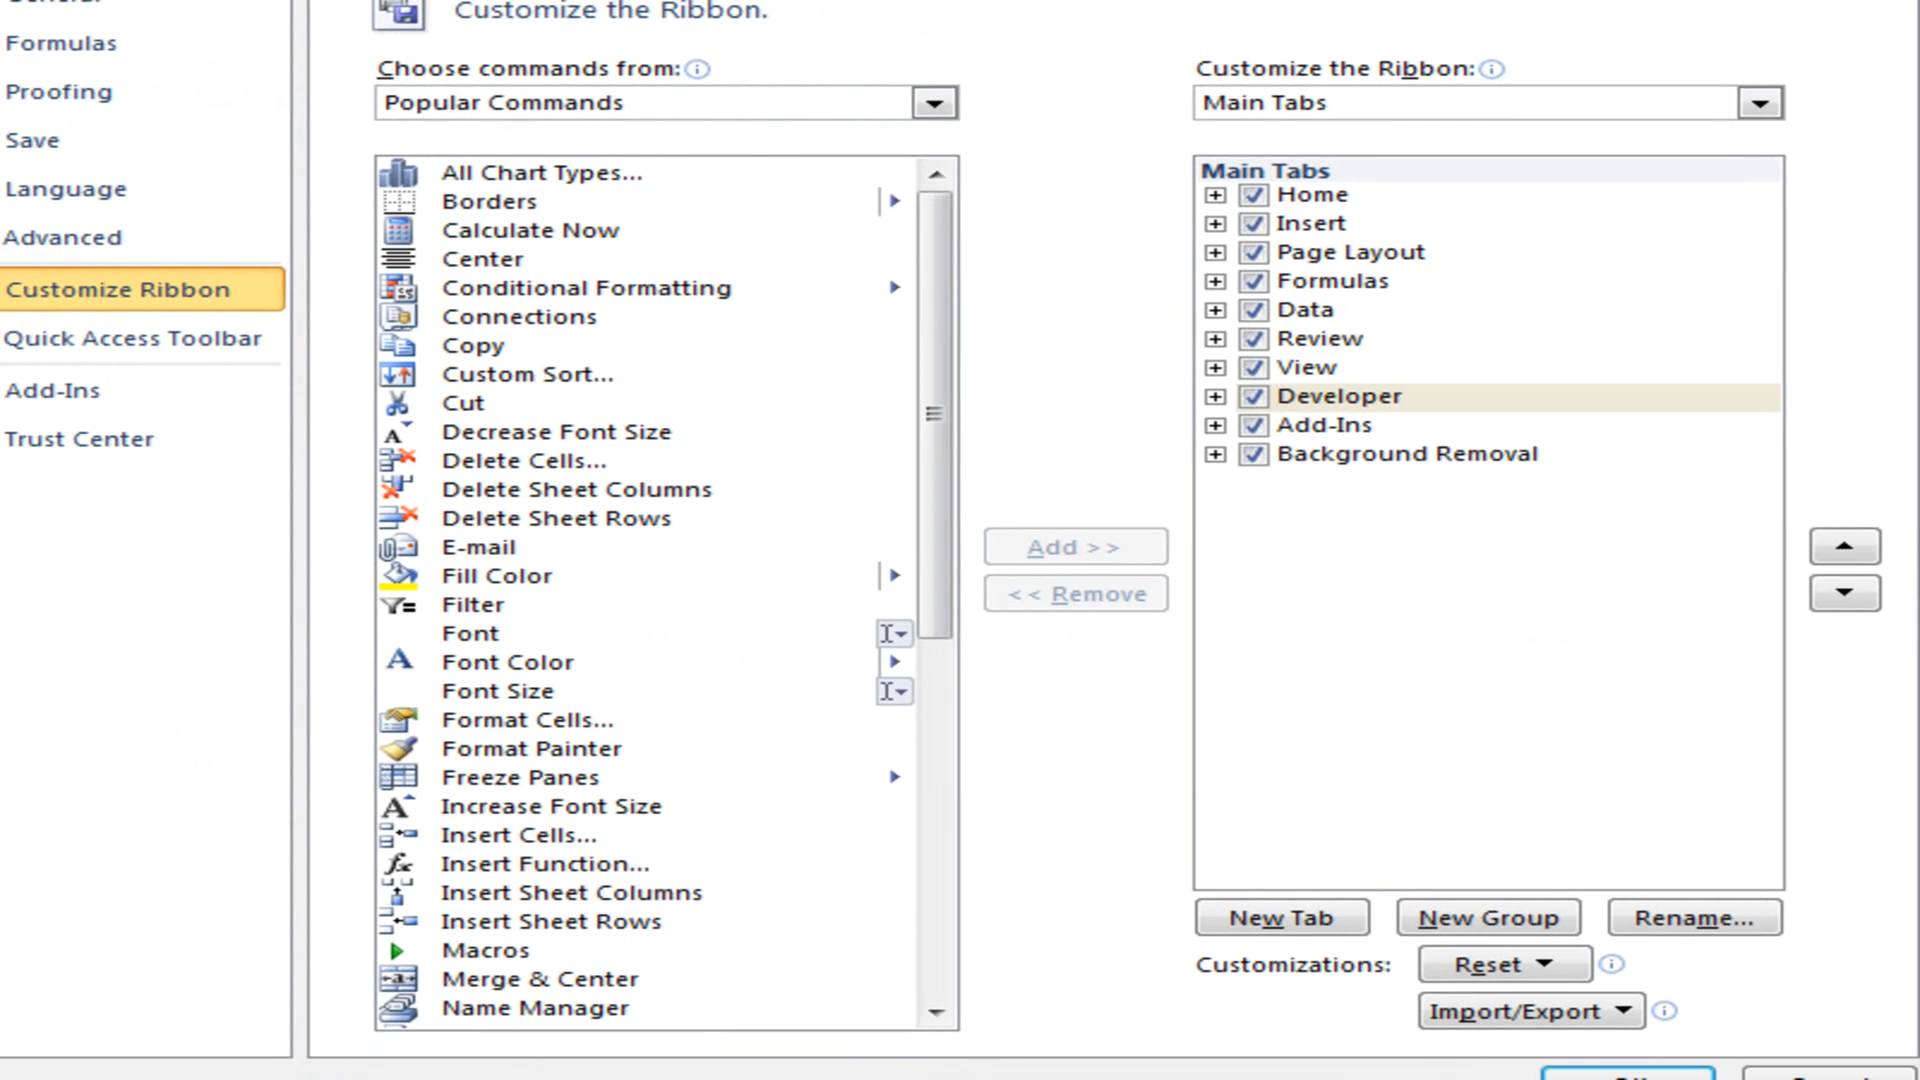 General
Formulas
Proofing
Save
Language
Advanced
Customize Ribbon
Quick Access Toolbar
Add-Ins
Trust Center
Customize the Ribbon.
Choose commands from:
Popular Commands
All Chart Types...
Borders
Calculate Now
Center
Conditional Formatting
Connections
Copy
Custom Sort...
Cut
Decrease Font Size
Delete Cells...
Delete Sheet Columns
Delete Sheet Rows
E-mail
Fill Color
Filter
Font
Font Color
Font Size
Format Cells...
Format Painter
Freeze Panes
Increase Font Size
Insert Cells...
Insert Function...
Insert Sheet Columns
Insert Sheet Rows
Macros
Merge & Center
Name Manager
Add >>
<< Remove
Customize the Ribbon:
Main Tabs
Main Tabs
Home
Insert
Page Layout
Formulas
Data
Review
View
Developer
Add-Ins
Background Removal
New Tab
New Group
Rename...
Customizations:
Reset
Import/Export